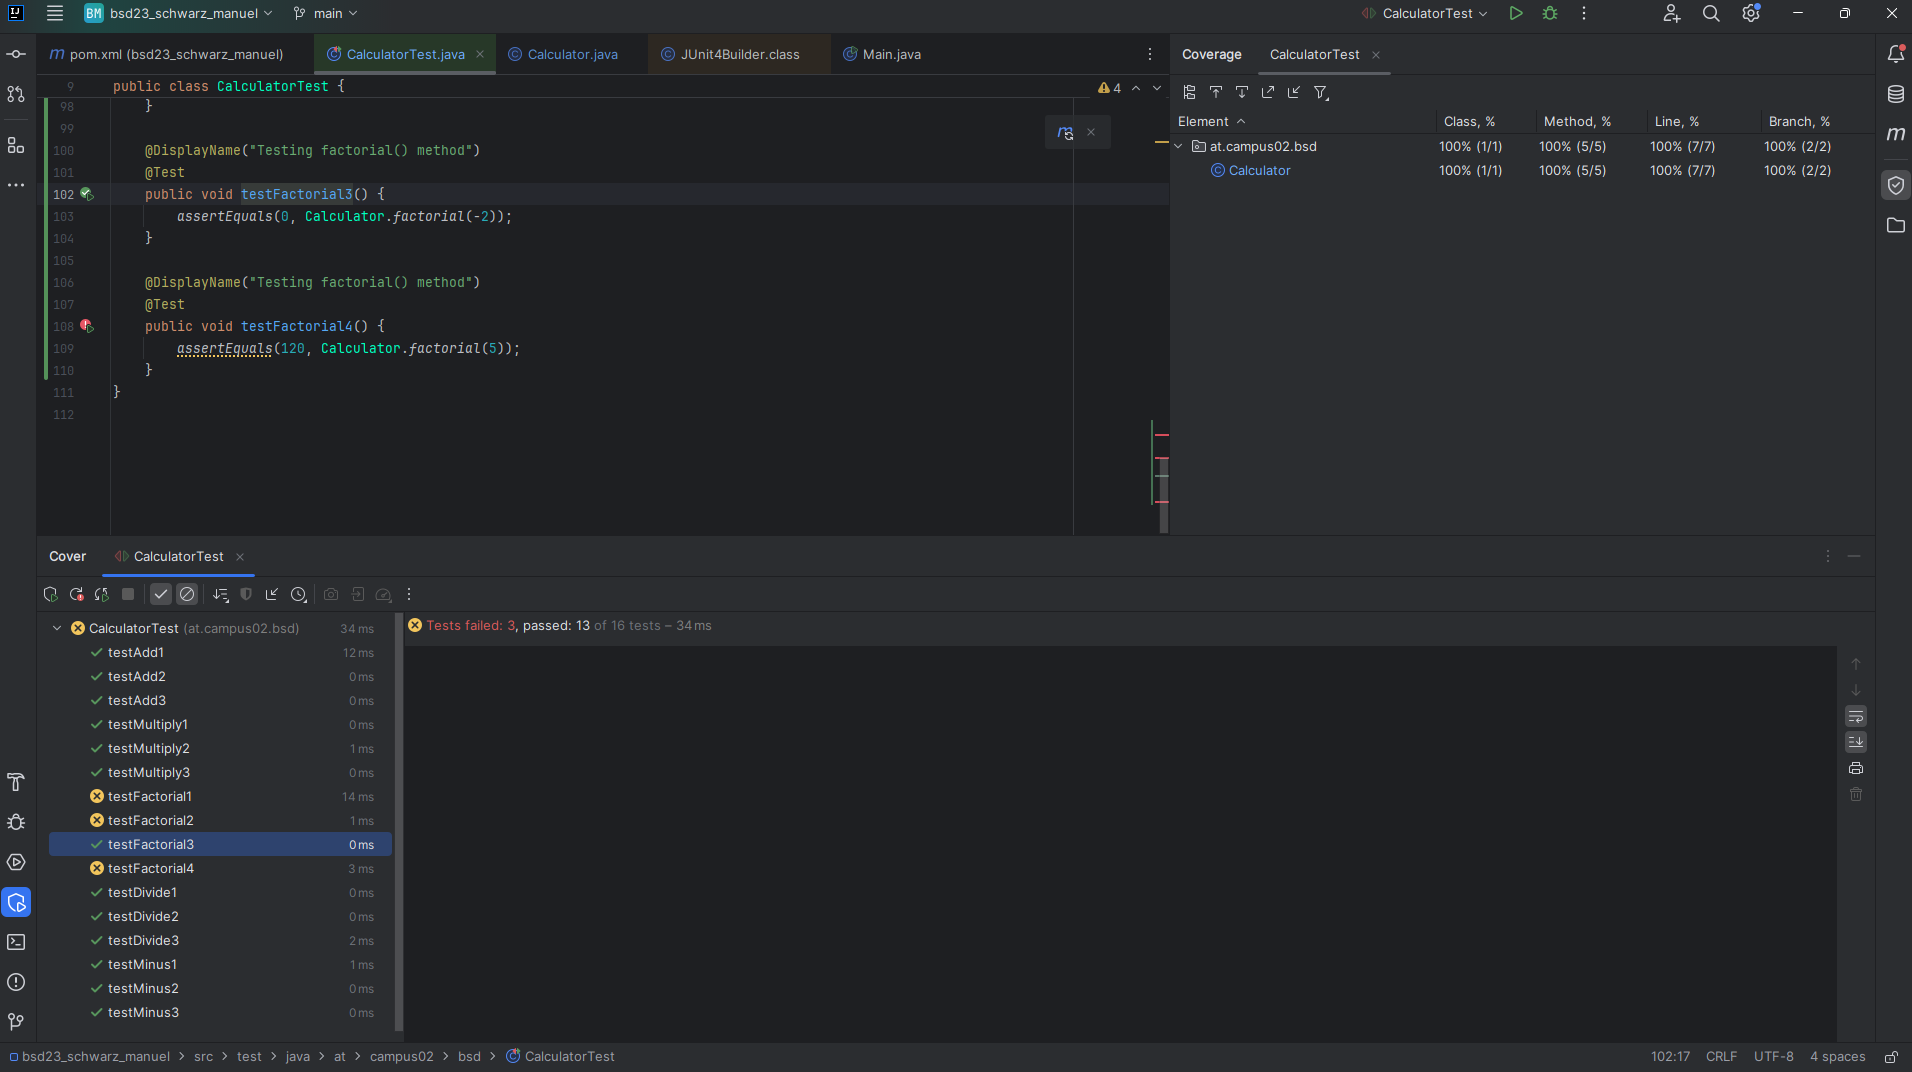 BM bsd23_schwarz_manuel main CalculatorTest
pom.xml (bsd23_schwarz_manuel) CalculatorTest.java Calculator.java JUnit4Builder.class Main.java
9 public class CalculatorTest {
4
98 }
99
100 @DisplayName("Testing factorial() method")
101 @Test
102 public void testFactorial3() {
103 assertEquals(0, Calculator.factorial(-2));
104 }
105
106 @DisplayName("Testing factorial() method")
107 @Test
108 public void testFactorial4() {
109 assertEquals(120, Calculator.factorial(5));
110 }
111 }
112
Coverage CalculatorTest
Element Class, % Method, % Line, % Branch, %
at.campus02.bsd 100% (1/1) 100% (5/5) 100% (7/7) 100% (2/2)
Calculator 100% (1/1) 100% (5/5) 100% (7/7) 100% (2/2)
Cover CalculatorTest
CalculatorTest (at.campus02.bsd) 34 ms
testAdd1 12 ms
testAdd2 0 ms
testAdd3 0 ms
testMultiply1 0 ms
testMultiply2 1 ms
testMultiply3 0 ms
testFactorial1 14 ms
testFactorial2 1 ms
testFactorial3 0 ms
testFactorial4 3 ms
testDivide1 0 ms
testDivide2 0 ms
testDivide3 2 ms
testMinus1 1 ms
testMinus2 0 ms
testMinus3 0 ms
Tests failed: 3, passed: 13 of 16 tests – 34 ms
bsd23_schwarz_manuel > src > test > java > at > campus02 > bsd > CalculatorTest
102:17 CRLF UTF-8 4 spaces